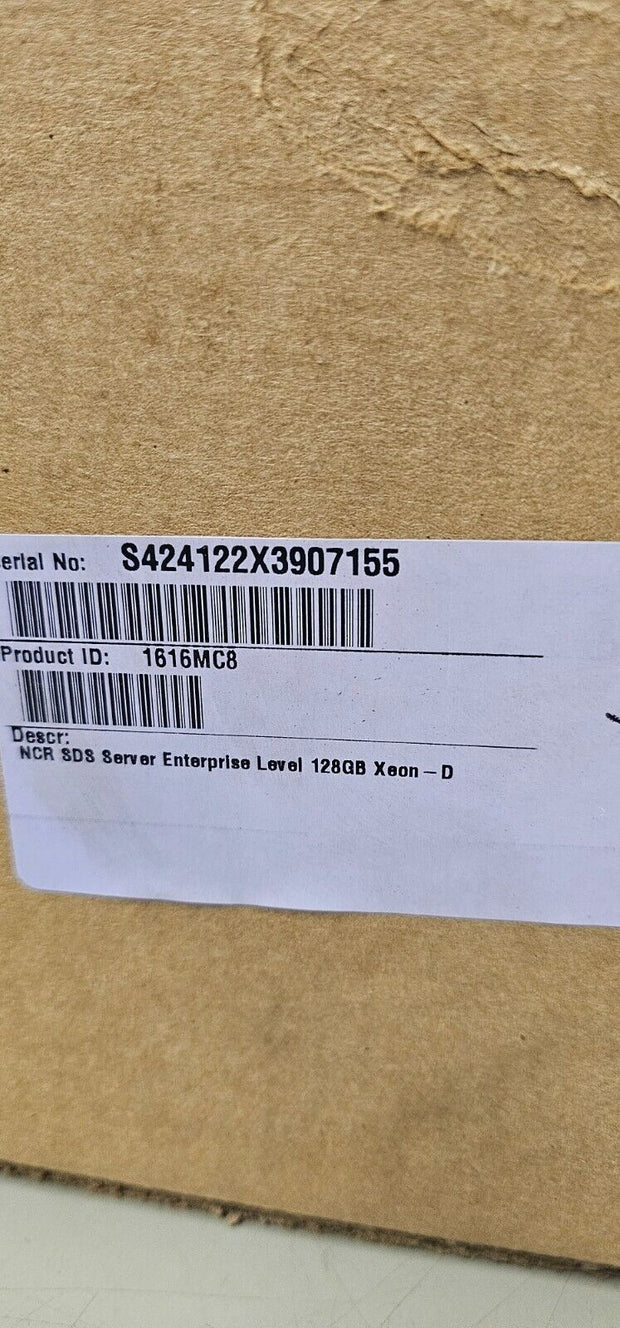 erial No: S424122X3907155
Product ID: 1616MC8
Descr:
NCR SDS Server Enterprise Level 128GB Xeon-D